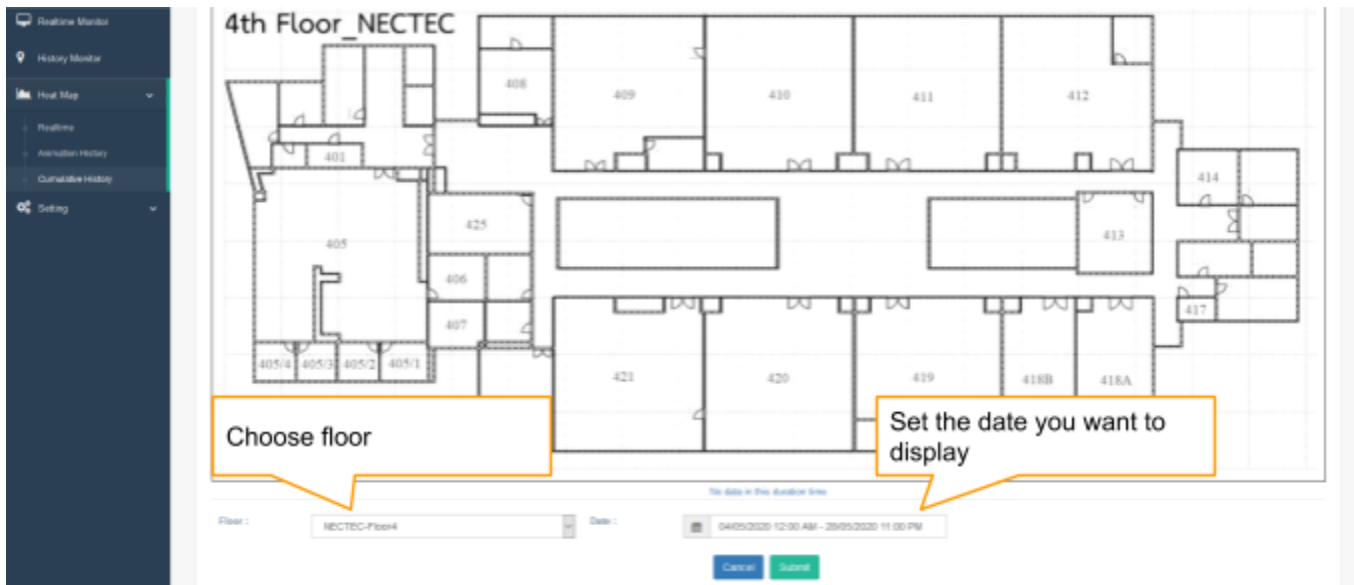 Realtime Monitor
History Monitor
Heat Map
Realtime
Animation History
Cumulative History
Setting
4th Floor_NECTEC
408
409
410
411
412
401
414
425
405
413
406
407
417
405/4
405/3
405/2
405/1
421
420
419
418B
418A
Choose floor
Set the date you want to
display
No data in this duration time
Floor :
NECTEC-Floor4
Date :
04/05/2020 12:00 AM - 28/05/2020 11:00 PM
Cancel
Submit